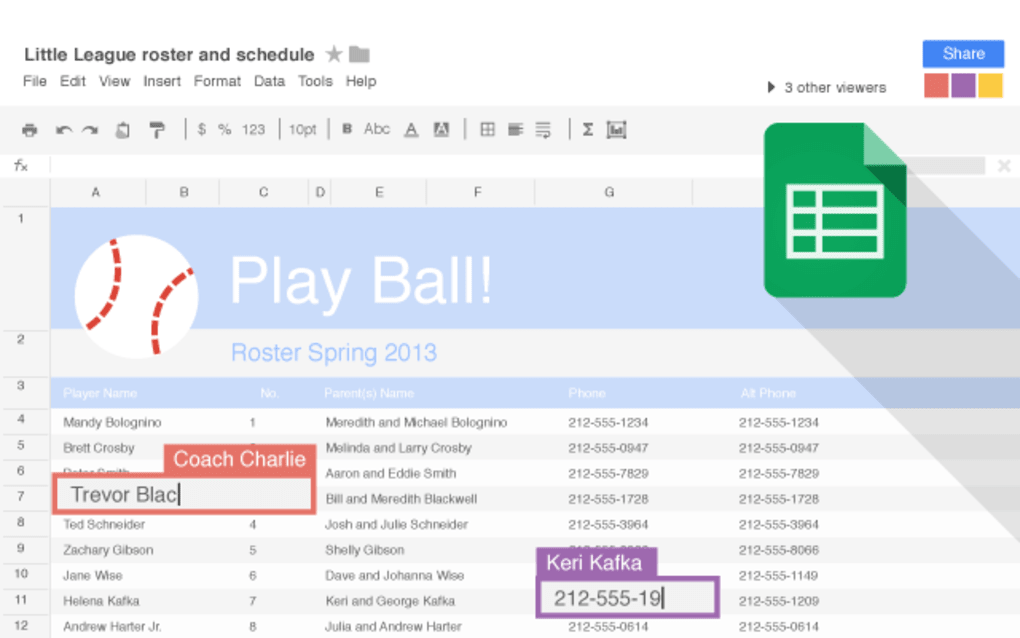 Little League roster and schedule
Share
File Edit View Insert Format Data Tools Help
3 other viewers
$ % 123 10pt B Abc A A Σ
fx
A B C D E F G
1
Play Ball!
2
Roster Spring 2013
3 Player Name No. Parent(s) Name Phone Alt Phone
4 Mandy Bolognino 1 Meredith and Michael Bolognino 212-555-1234 212-555-1234
5 Brett Crosby Melinda and Larry Crosby 212-555-0947 212-555-0947
Coach Charlie
6 Peter Smith Aaron and Eddie Smith 212-555-7829 212-555-7829
7 Trevor Blac Bill and Meredith Blackwell 212-555-1728 212-555-1728
8 Ted Schneider 4 Josh and Julie Schneider 212-555-3964 212-555-3964
9 Zachary Gibson 5 Shelly Gibson 212-555-8066
Keri Kafka
10 Jane Wise 6 Dave and Johanna Wise 212-555-1149
11 Helena Kafka 7 Keri and George Kafka 212-555-19 212-555-1209
12 Andrew Harter Jr. 8 Julia and Andrew Harter 212-555-0614 212-555-0614